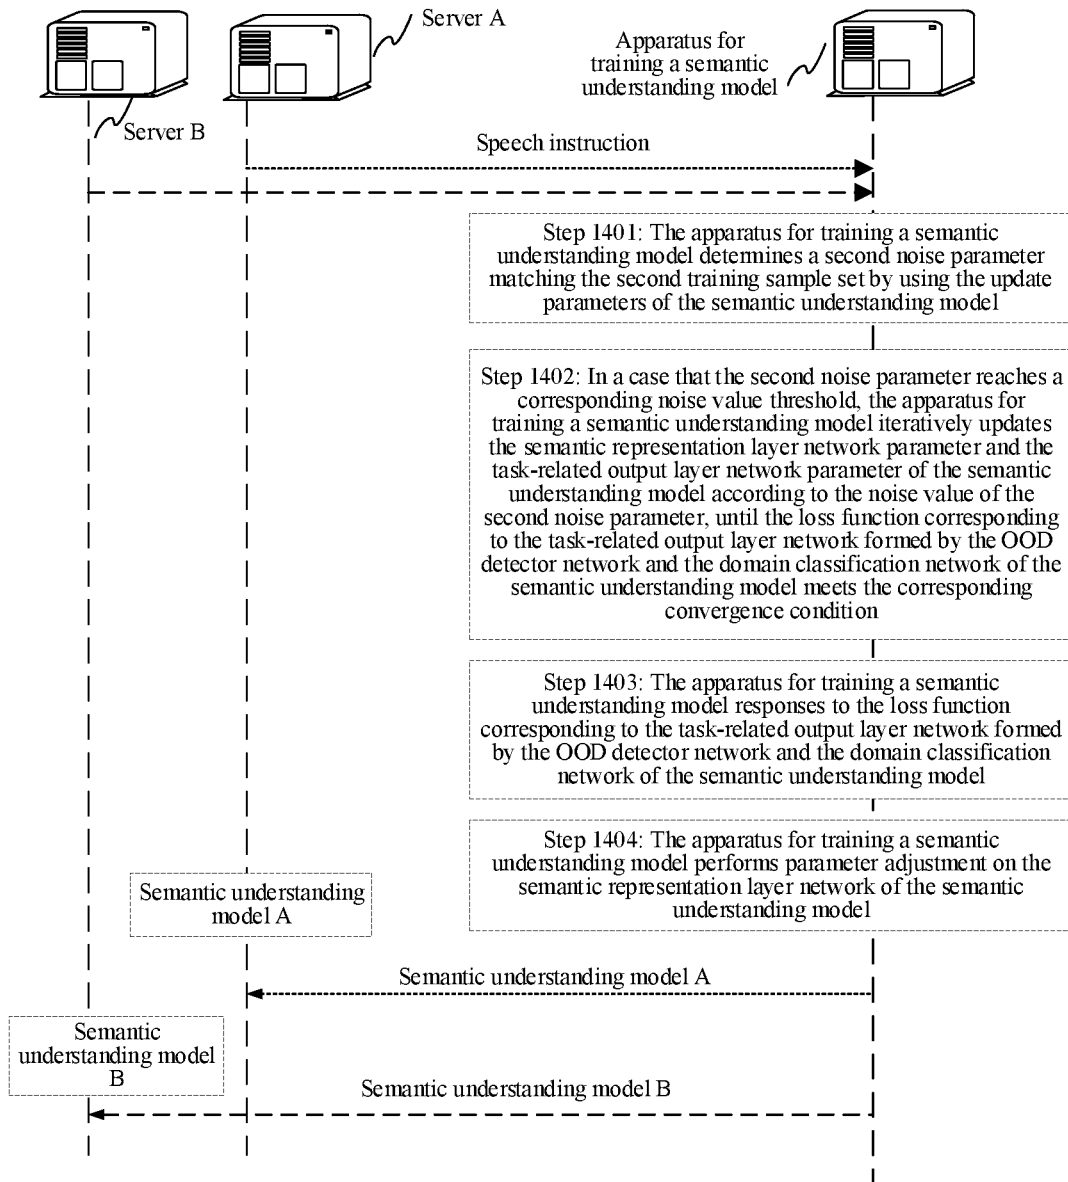 Server A
Apparatus for
training a semantic
understanding model
Server B
Speech instruction
Step 1401: The apparatus for training a semantic
understanding model determines a second noise parameter
matching the second training sample set by using the update
parameters of the semantic understanding model
Step 1402: In a case that the second noise parameter reaches a
corresponding noise value threshold, the apparatus for
training a semantic understanding model iteratively updates
the semantic representation layer network parameter and the
task-related output layer network parameter of the semantic
understanding model according to the noise value of the
second noise parameter, until the loss function corresponding
to the task-related output layer network formed by the OOD
detector network and the domain classification network of the
semantic understanding model meets the corresponding
convergence condition
Step 1403: The apparatus for training a semantic
understanding model responses to the loss function
corresponding to the task-related output layer network formed
by the OOD detector network and the domain classification
network of the semantic understanding model
Step 1404: The apparatus for training a semantic
understanding model performs parameter adjustment on the
semantic representation layer network of the semantic
understanding model
Semantic understanding
model A
Semantic understanding model A
Semantic
understanding model
B
Semantic understanding model B